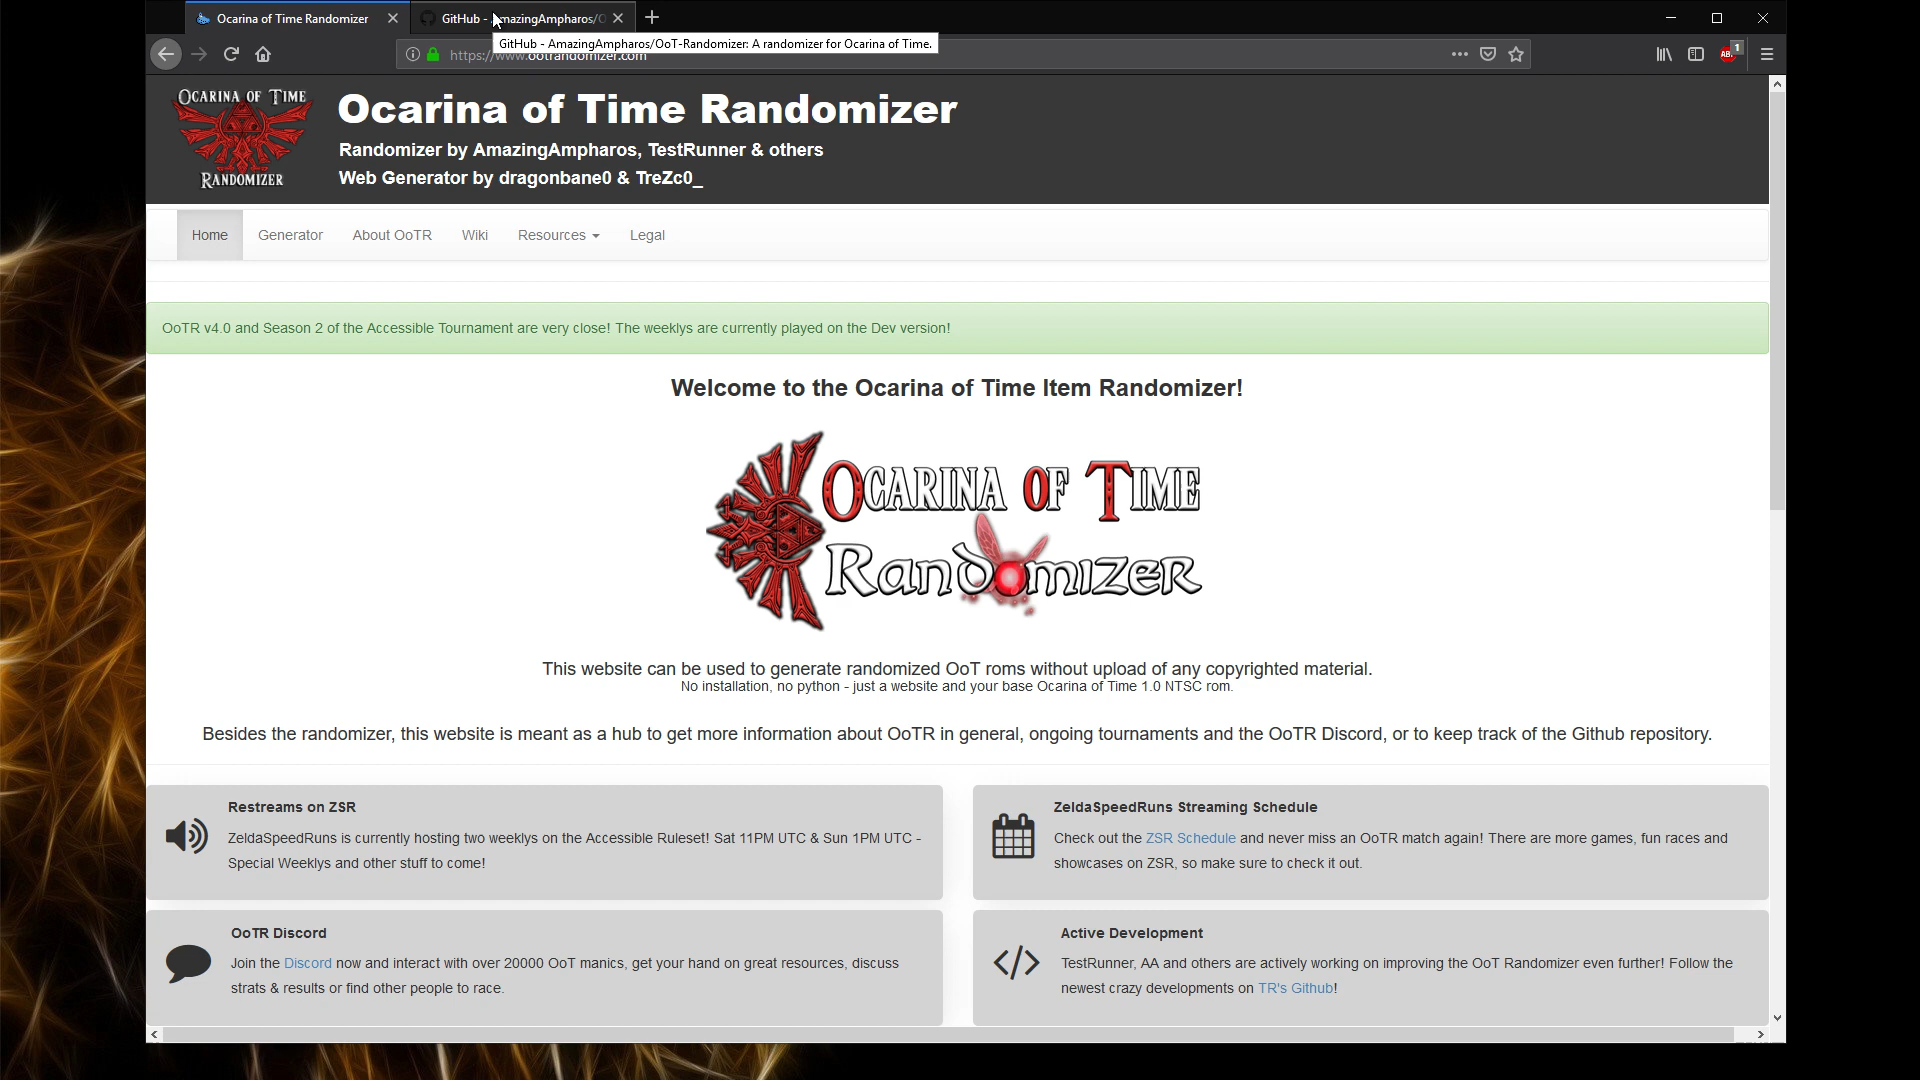 Ocarina of Time Randomizer
GitHub - AmazingAmpharos/O
GitHub - AmazingAmpharos/OoT-Randomizer: A randomizer for Ocarina of Time.
https://www.ootrandomizer.com
ABP
1
OCARINA OF TIME
RANDOMIZER
Ocarina of Time Randomizer
Randomizer by AmazingAmpharos, TestRunner & others
Web Generator by dragonbane0 & TreZc0_
Home Generator About OoTR Wiki Resources Legal
OoTR v4.0 and Season 2 of the Accessible Tournament are very close! The weeklys are currently played on the Dev version!
Welcome to the Ocarina of Time Item Randomizer!
OCARINA OF TIME
RANDOMIZER
This website can be used to generate randomized OoT roms without upload of any copyrighted material.
No installation, no python - just a website and your base Ocarina of Time 1.0 NTSC rom.
Besides the randomizer, this website is meant as a hub to get more information about OoTR in general, ongoing tournaments and the OoTR Discord, or to keep track of the Github repository.
Restreams on ZSR
ZeldaSpeedRuns is currently hosting two weeklys on the Accessible Ruleset! Sat 11PM UTC & Sun 1PM UTC -
Special Weeklys and other stuff to come!
ZeldaSpeedRuns Streaming Schedule
Check out the ZSR Schedule and never miss an OoTR match again! There are more games, fun races and
showcases on ZSR, so make sure to check it out.
OoTR Discord
Join the Discord now and interact with over 20000 OoT manics, get your hand on great resources, discuss
strats & results or find other people to race.
Active Development
TestRunner, AA and others are actively working on improving the OoT Randomizer even further! Follow the
newest crazy developments on TR's Github!